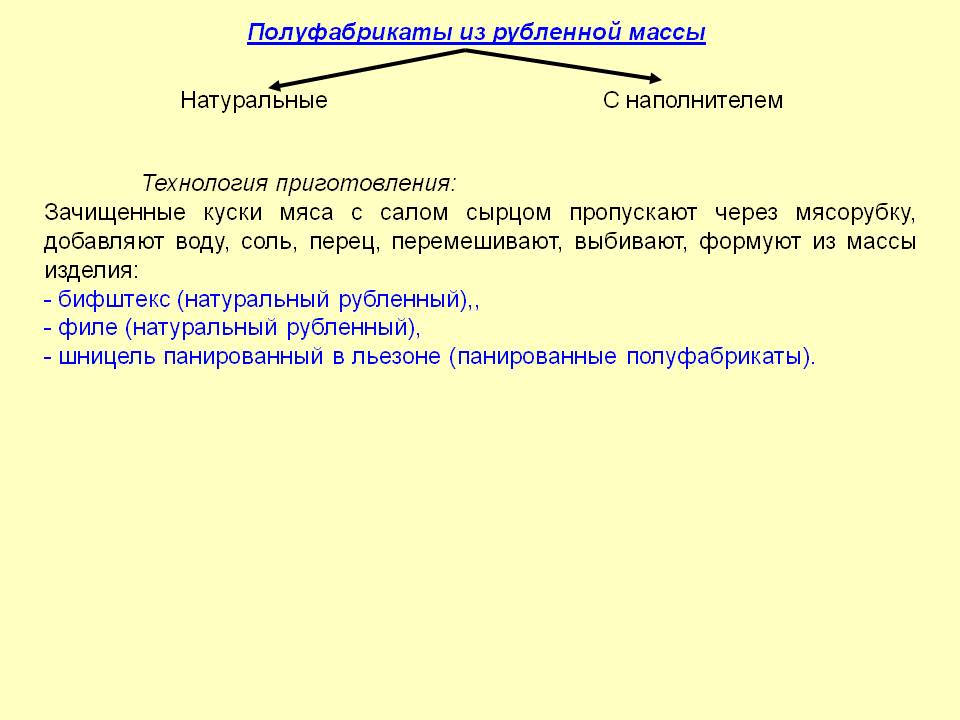 Полуфабрикаты из рубленной массы
Натуральные
С наполнителем
Технология приготовления:
Зачищенные куски мяса с салом сырцом пропускают через мясорубку,
добавляют воду, соль, перец, перемешивают, выбивают, формуют из массы
изделия:
- бифштекс (натуральный рубленный),,
- филе (натуральный рубленный),
- шницель панированный в льезоне (панированные полуфабрикаты).